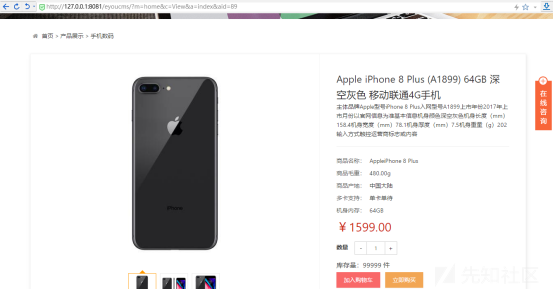 http://127.0.0.1:8081/eyoucms/?m=home&c=View&a=index&aid=89
首页 > 产品展示 > 手机数码
Apple iPhone 8 Plus (A1899) 64GB 深
空灰色 移动联通4G手机
主体品牌Apple型号iPhone 8 Plus入网型号A1899上市年份2017年上
市月份以官网信息为准基本信息机身颜色深空灰色机身长度（mm）
158.4机身宽度（mm）78.1机身厚度（mm）7.5机身重量（g）202
输入方式触控运营商标志或内容
商品名称： AppleiPhone 8 Plus
商品毛重： 480.00g
商品产地： 中国大陆
多卡支持： 单卡单待
机身内存： 64GB
￥1599.00
数量 - 1 +
库存量：99999 件
加入购物车 立即购买
在线咨询
iPhone
先知社区